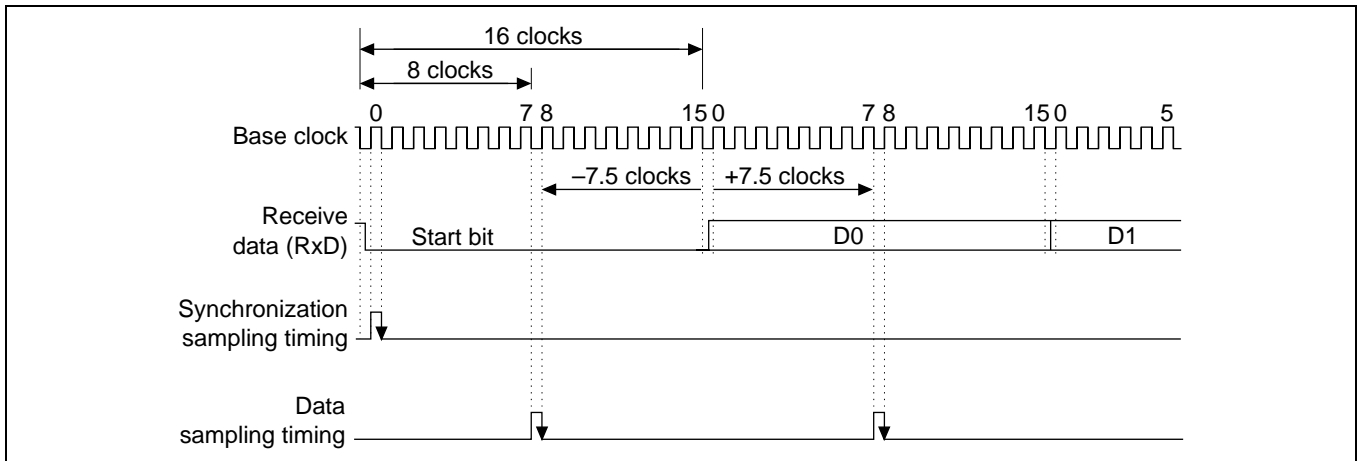 16 clocks
8 clocks
0 7 8 15 0 7 8 15 0 5
Base clock
–7.5 clocks +7.5 clocks
Receive
data (RxD)
Start bit D0 D1
Synchronization
sampling timing
Data
sampling timing